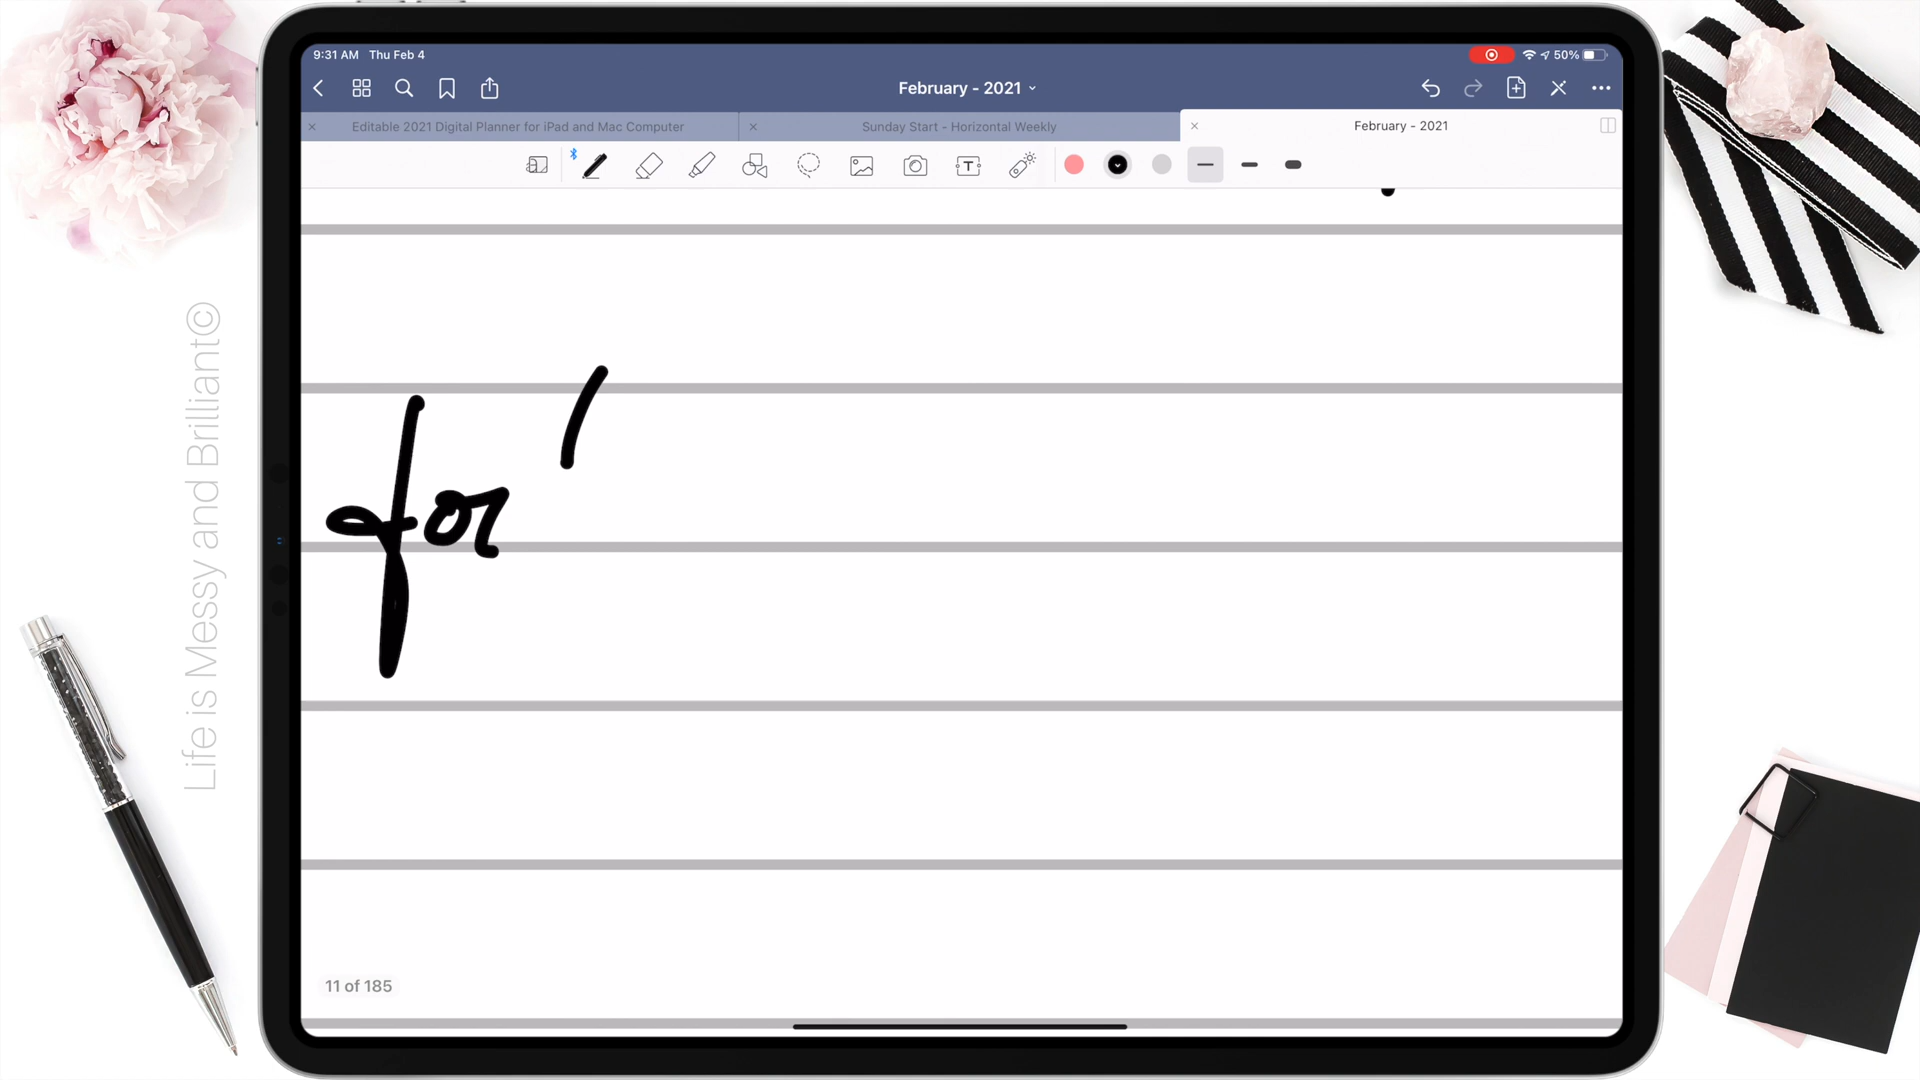 9:31 AM Thu Feb 4
50%
February - 2021
Editable 2021 Digital Planner for iPad and Mac Computer
Sunday Start - Horizontal Weekly
February - 2021
T
for
11 of 185
Life is Messy and Brilliant©